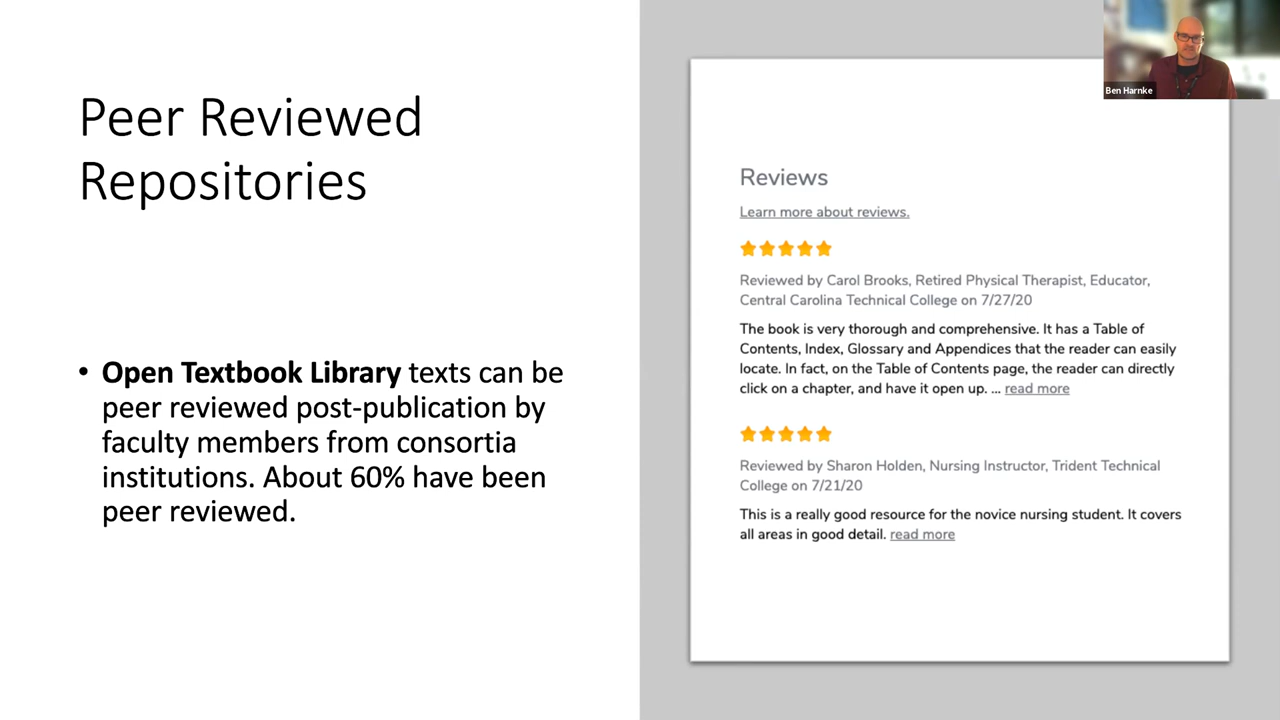 Peer Reviewed
Repositories
• Open Textbook Library texts can be
peer reviewed post-publication by
faculty members from consortia
institutions. About 60% have been
peer reviewed.
Reviews
Learn more about reviews.
Reviewed by Carol Brooks, Retired Physical Therapist, Educator,
Central Carolina Technical College on 7/27/20
The book is very thorough and comprehensive. It has a Table of
Contents, Index, Glossary and Appendices that the reader can easily
locate. In fact, on the Table of Contents page, the reader can directly
click on a chapter, and have it open up. ... read more
Reviewed by Sharon Holden, Nursing Instructor, Trident Technical
College on 7/21/20
This is a really good resource for the novice nursing student. It covers
all areas in good detail. read more
Ben Harnke